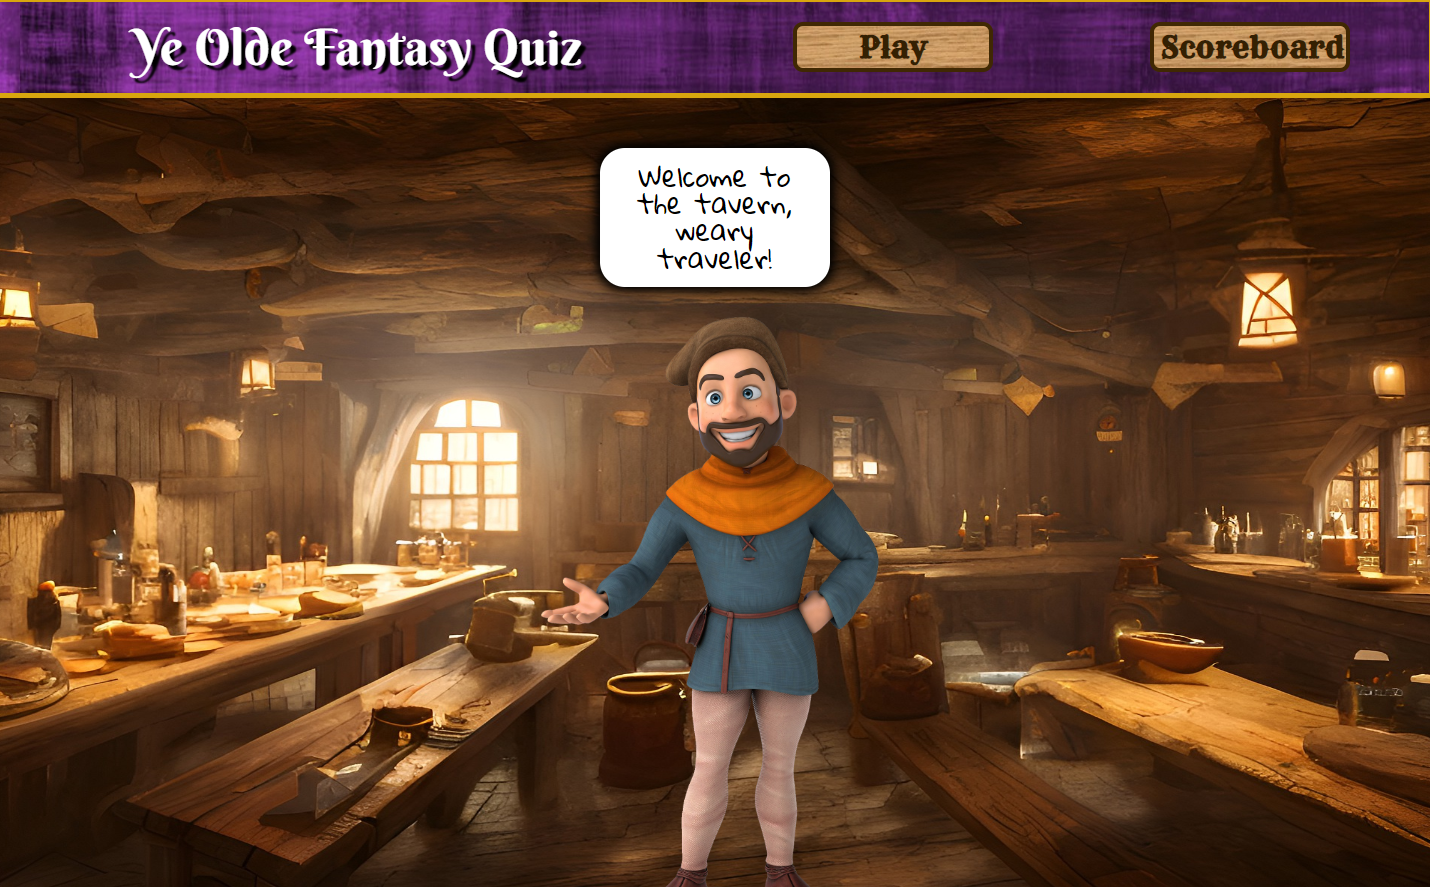 Ye Olde Fantasy Quiz
Play
Scoreboard
Welcome to
the tavern,
weary
traveler!